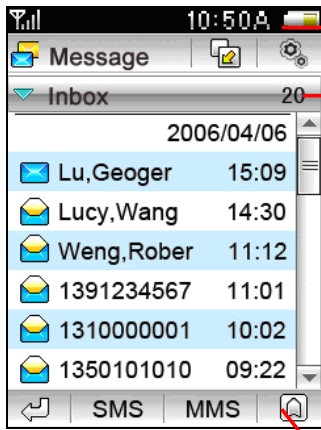 10:50A
Message
Inbox 20
2006/04/06
Lu,Geoger 15:09
Lucy,Wang 14:30
Weng,Rober 11:12
1391234567 11:01
1310000001 10:02
1350101010 09:22
SMS MMS